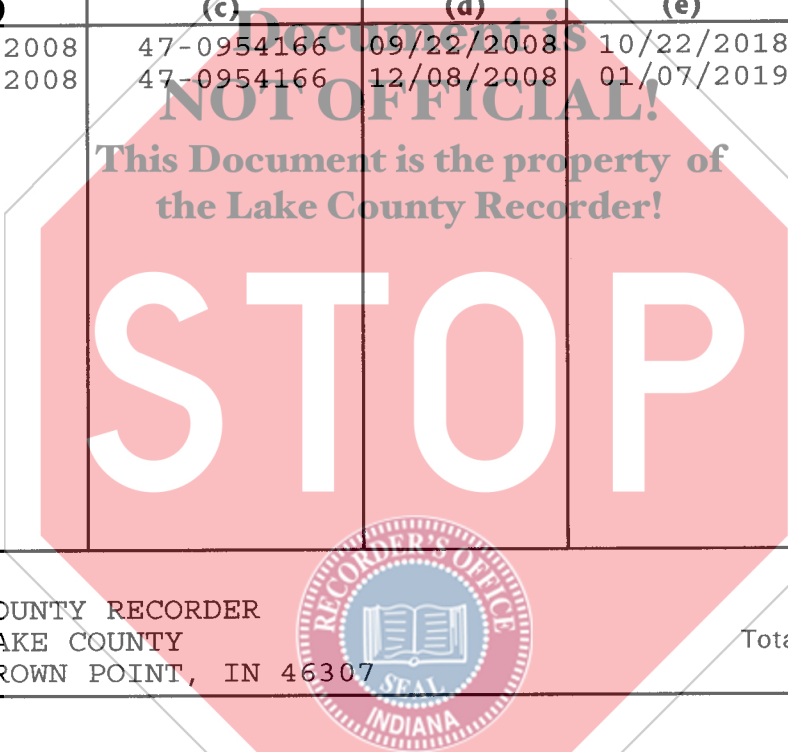 (c) (d) (e)
2008 47-0954166 09/22/2008 10/22/2018
2008 47-0954166 12/08/2008 01/07/2019
Document is
NOT OFFICIAL!
This Document is the property of
the Lake County Recorder!
STOP
OUNTY RECORDER
AKE COUNTY
Tota
ROWN POINT, IN 46307
RECORDER'S OFFICE
SEAL
INDIANA